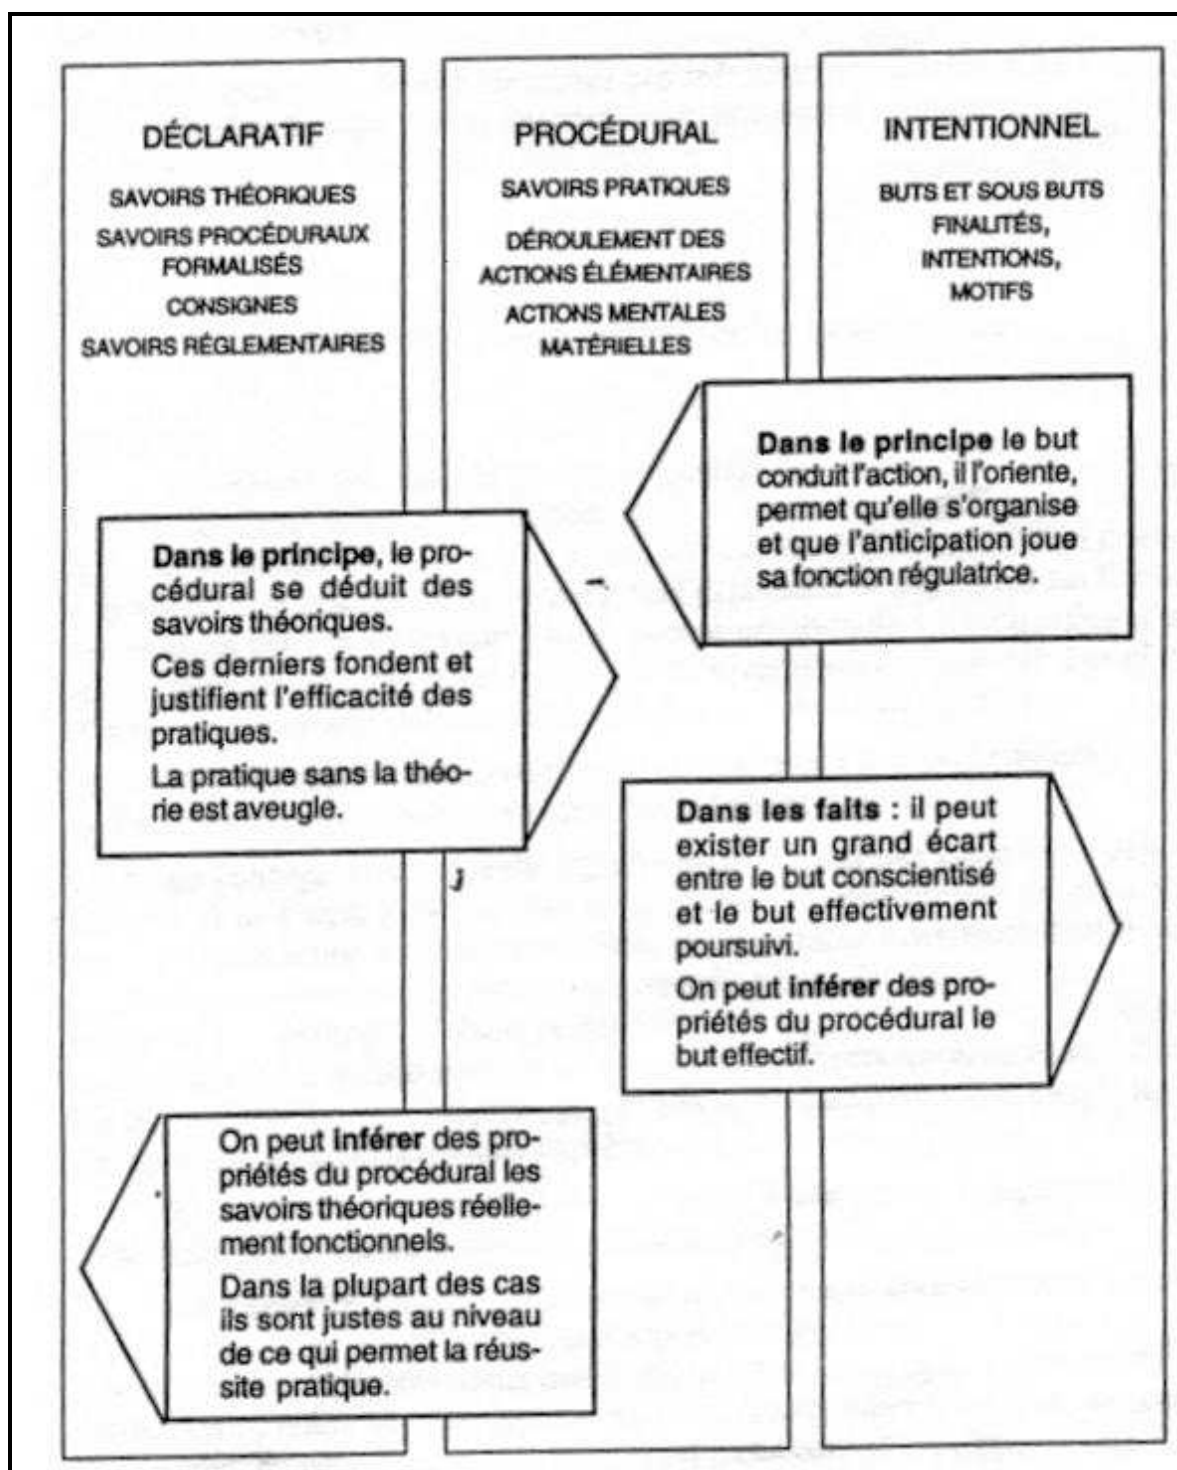 DÉCLARATIF
SAVOIRS THÉORIQUES
SAVOIRS PROCÉDURAUX
FORMALISÉS
CONSIGNES
SAVOIRS RÉGLEMENTAIRES
PROCÉDURAL
SAVOIRS PRATIQUES
DÉROULEMENT DES
ACTIONS ÉLÉMENTAIRES
ACTIONS MENTALES
MATÉRIELLES
INTENTIONNEL
BUTS ET SOUS BUTS
FINALITÉS,
INTENTIONS,
MOTIFS
Dans le principe le but
conduit l'action, il l'oriente,
permet qu'elle s'organise
et que l'anticipation joue
sa fonction régulatrice.
Dans le principe, le pro-
cédural se déduit des
savoirs théoriques.
Ces derniers fondent et
justifient l'efficacité des
pratiques.
La pratique sans la théo-
rie est aveugle.
Dans les faits : il peut
exister un grand écart
entre le but conscientisé
et le but effectivement
poursuivi.
On peut inférer des pro-
priétés du procédural le
but effectif.
On peut inférer des pro-
priétés du procédural les
savoirs théoriques réelle-
ment fonctionnels.
Dans la plupart des cas
ils sont justes au niveau
de ce qui permet la réus-
site pratique.